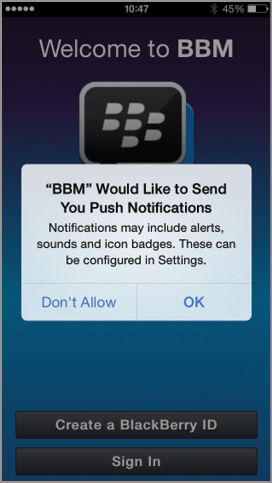 10:47
45%
Welcome to BBM
“BBM” Would Like to Send
You Push Notifications
Notifications may include alerts,
sounds and icon badges. These can
be configured in Settings.
Don't Allow
OK
Create a BlackBerry ID
Sign In